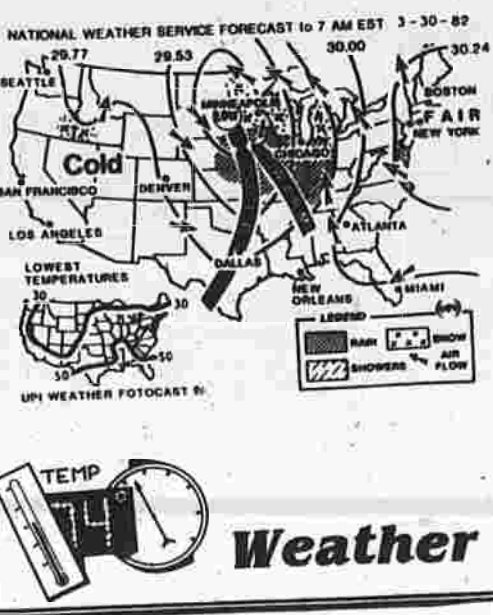 NATIONAL WEATHER SERVICE FORECAST to 7 AM EST 3-30-82
29.77
29.53
30.00
30.24
SEATTLE
MINNEAPOLIS
LOW
BOSTON
FAIR
NEW YORK
CHICAGO
Cold
DENVER
SAN FRANCISCO
LOS ANGELES
ATLANTA
DALLAS
NEW ORLEANS
MIAMI
LOWEST
TEMPERATURES
30
30
50
50
LEGEND
RAIN
SNOW
SHOWERS
AIR FLOW
UPI WEATHER FOTOCAST ®
TEMP
74
Weather